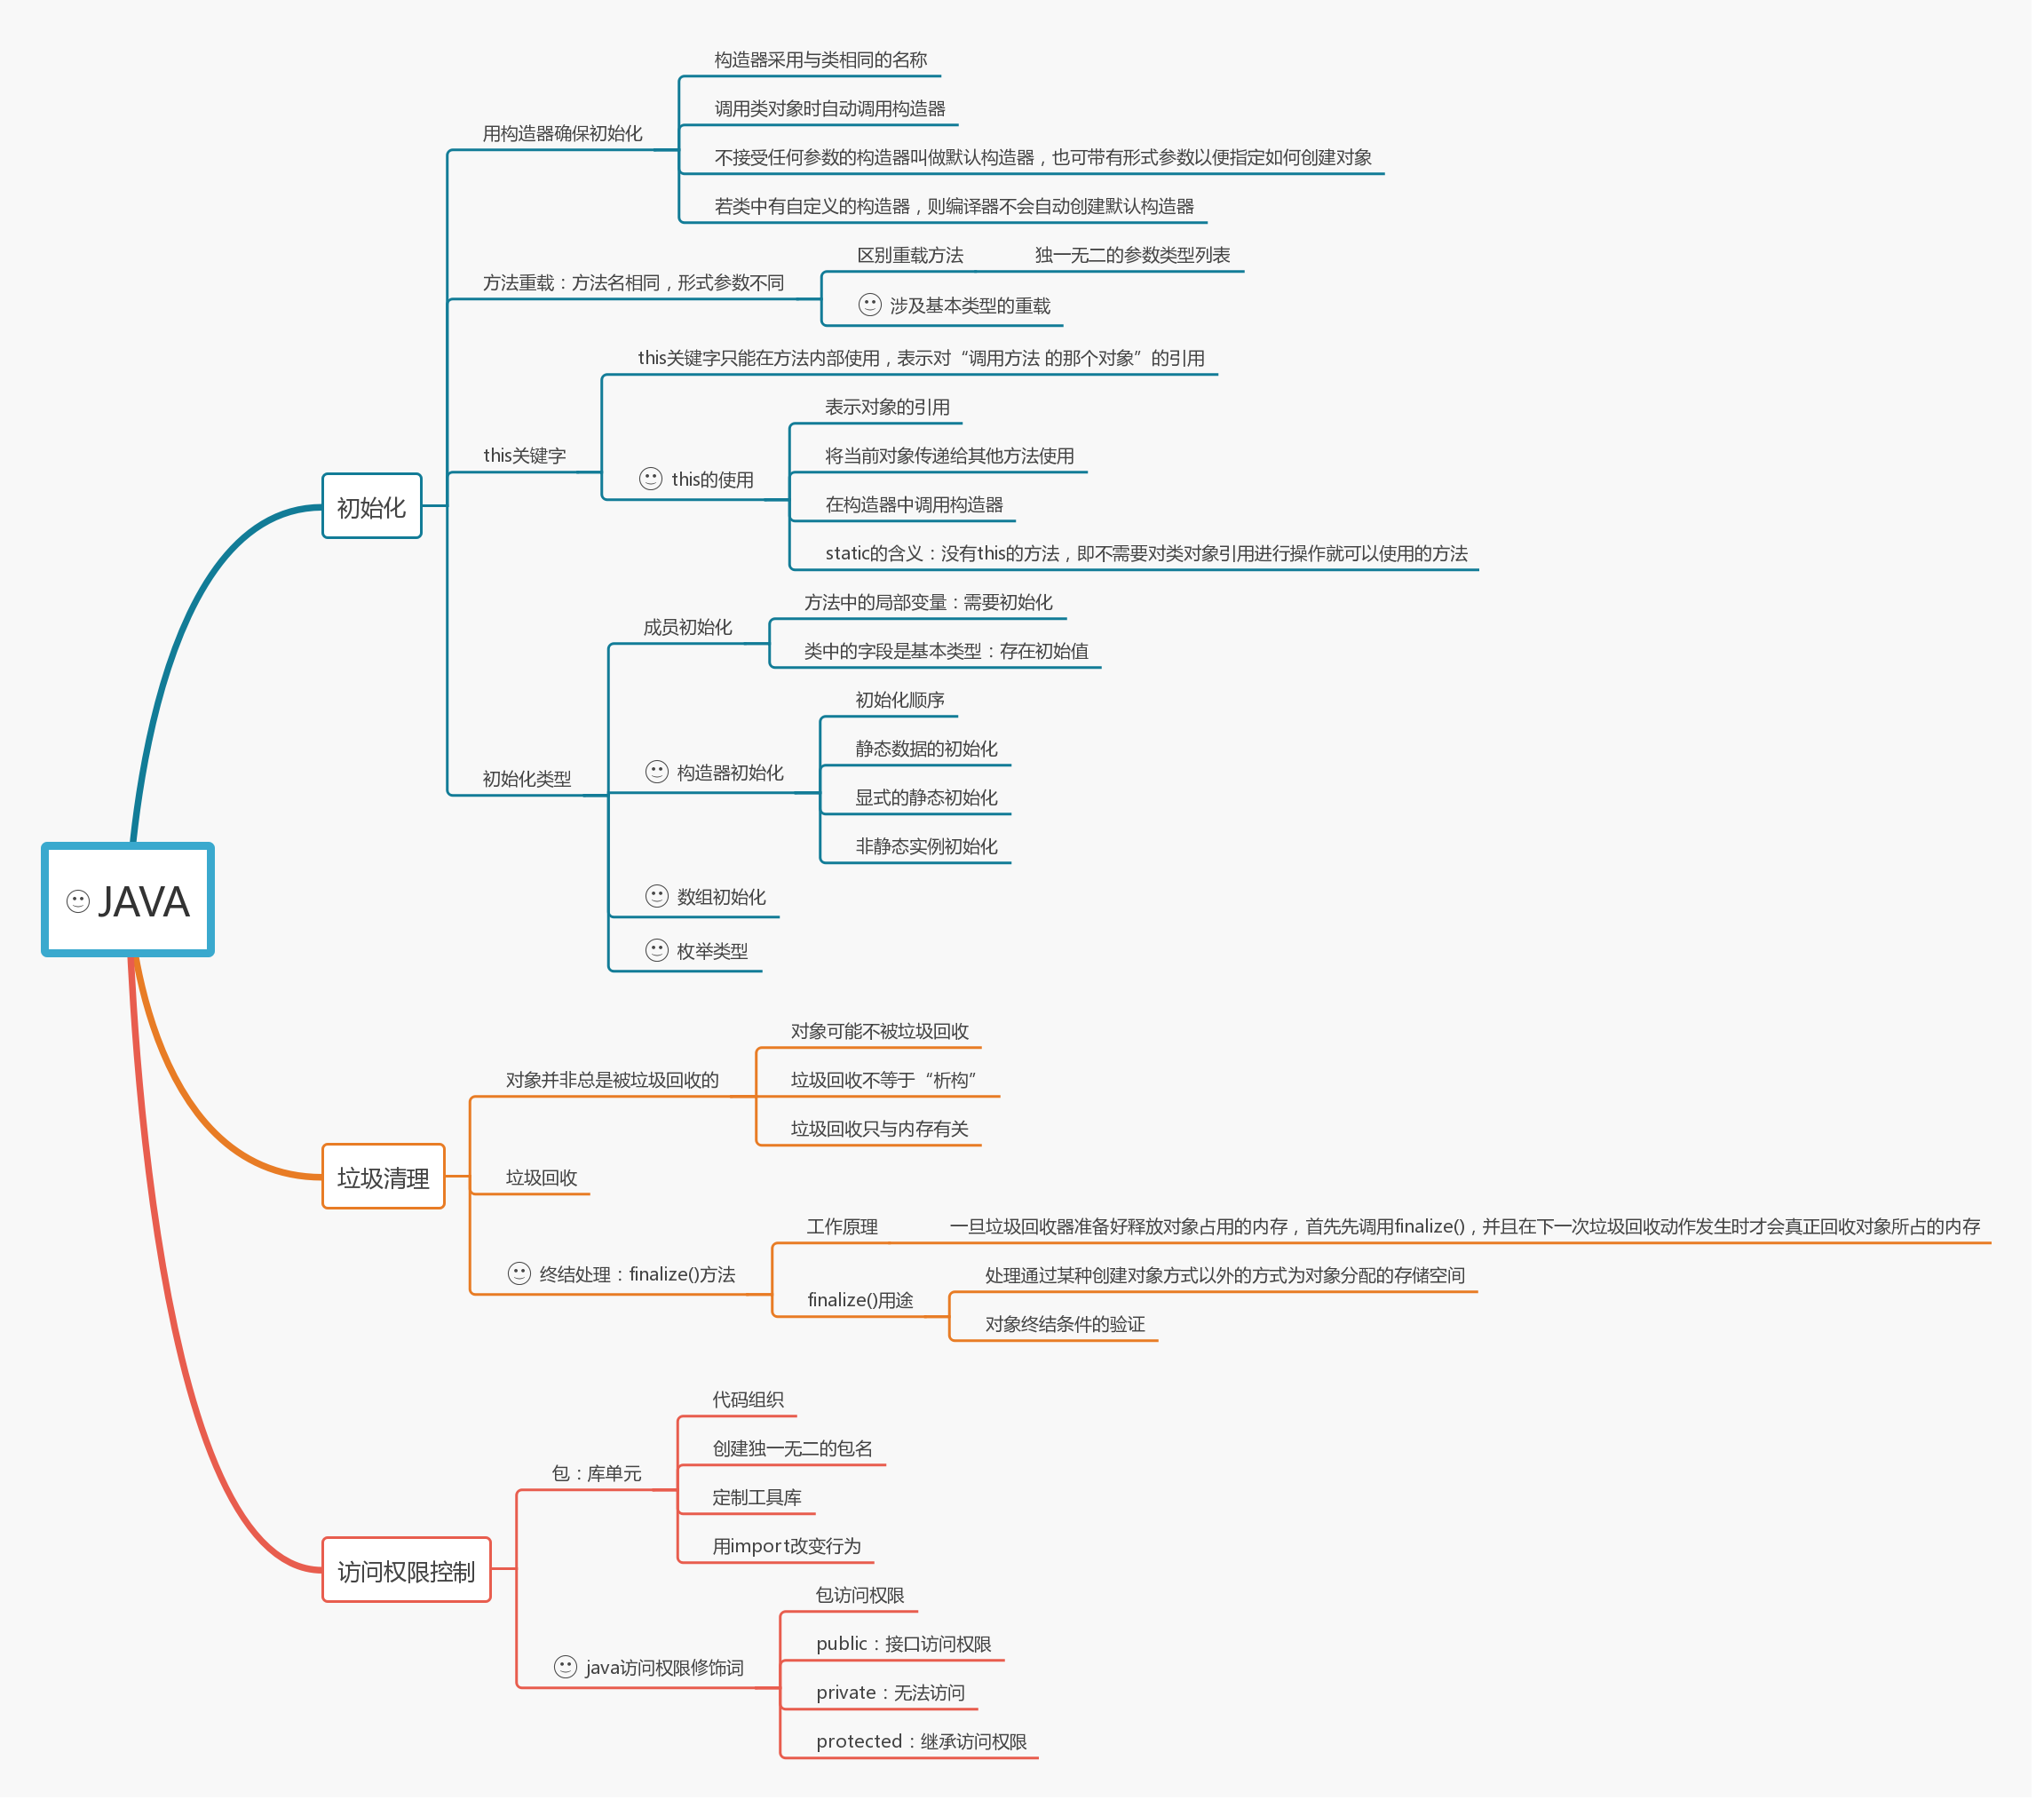 JAVA
初始化
用构造器确保初始化
构造器采用与类相同的名称
调用类对象时自动调用构造器
不接受任何参数的构造器叫做默认构造器，也可带有形式参数以便指定如何创建对象
若类中有自定义的构造器，则编译器不会自动创建默认构造器
方法重载：方法名相同，形式参数不同
区别重载方法
独一无二的参数类型列表
涉及基本类型的重载
this关键字
this关键字只能在方法内部使用，表示对“调用方法 的那个对象”的引用
this的使用
表示对象的引用
将当前对象传递给其他方法使用
在构造器中调用构造器
static的含义：没有this的方法，即不需要对类对象引用进行操作就可以使用的方法
初始化类型
成员初始化
方法中的局部变量：需要初始化
类中的字段是基本类型：存在初始值
构造器初始化
初始化顺序
静态数据的初始化
显式的静态初始化
非静态实例初始化
数组初始化
枚举类型
垃圾清理
对象并非总是被垃圾回收的
对象可能不被垃圾回收
垃圾回收不等于“析构”
垃圾回收只与内存有关
垃圾回收
终结处理：finalize()方法
工作原理
一旦垃圾回收器准备好释放对象占用的内存，首先先调用finalize()，并且在下一次垃圾回收动作发生时才会真正回收对象所占的内存
finalize()用途
处理通过某种创建对象方式以外的方式为对象分配的存储空间
对象终结条件的验证
访问权限控制
包：库单元
代码组织
创建独一无二的包名
定制工具库
用import改变行为
java访问权限修饰词
包访问权限
public：接口访问权限
private：无法访问
protected：继承访问权限